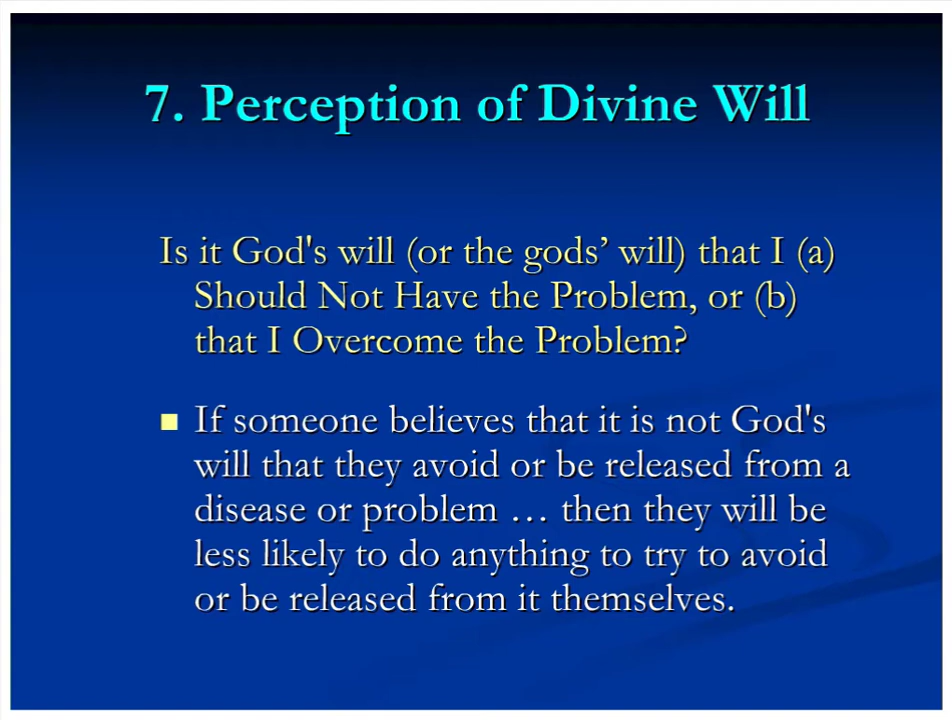 7. Perception of Divine Will
Is it God's will (or the gods’ will) that I (a)
Should Not Have the Problem, or (b)
that I Overcome the Problem?
If someone believes that it is not God's
will that they avoid or be released from a
disease or problem … then they will be
less likely to do anything to try to avoid
or be released from it themselves.